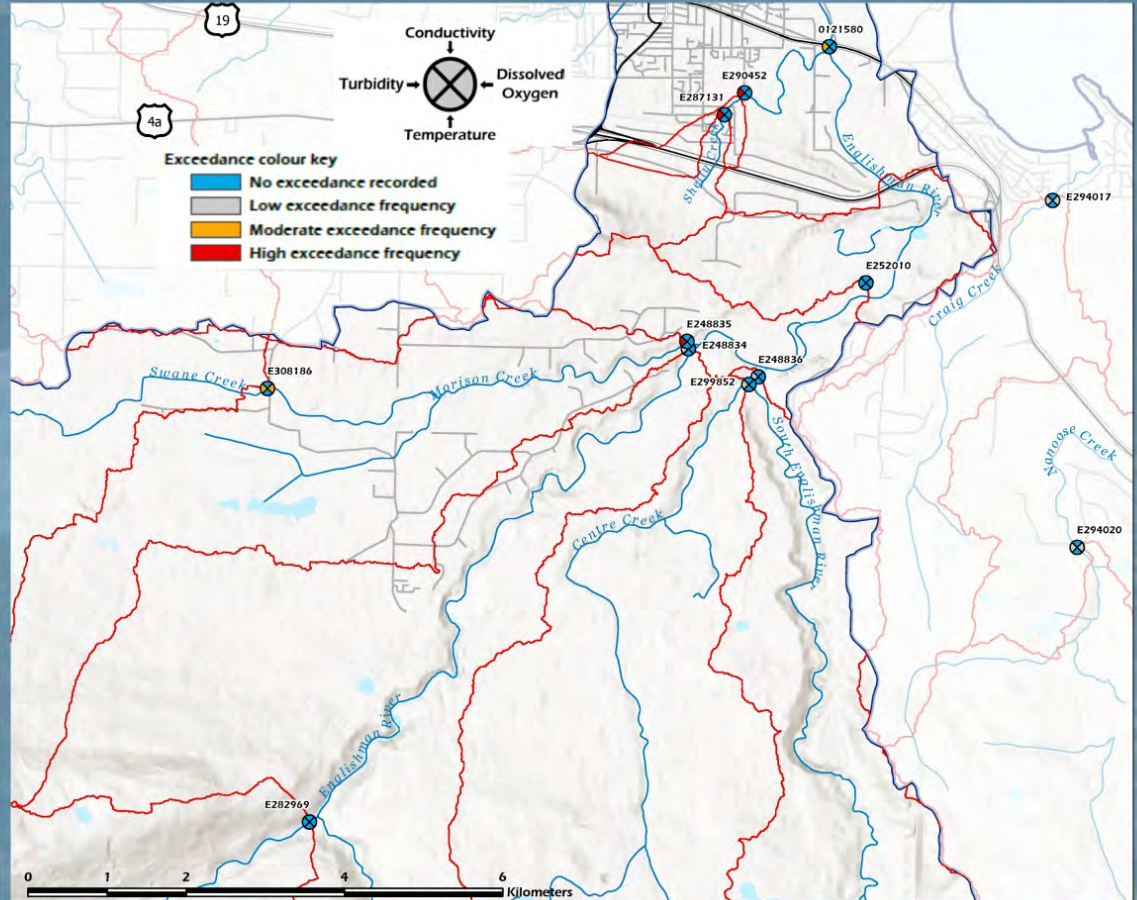 19
Conductivity
Turbidity
Dissolved
Oxygen
Temperature
4a
Exceedance colour key
No exceedance recorded
Low exceedance frequency
Moderate exceedance frequency
High exceedance frequency
0121580
E290452
E287131
Shelly Creek
Englishman River
E294017
E252010
Craig Creek
E248835
E248834
E248836
E299852
E308186
Swane Creek
Morison Creek
South Englishman River
Nanoose Creek
Centre Creek
E294020
Englishman River
E282969
0 1 2 4 6
Kilometers